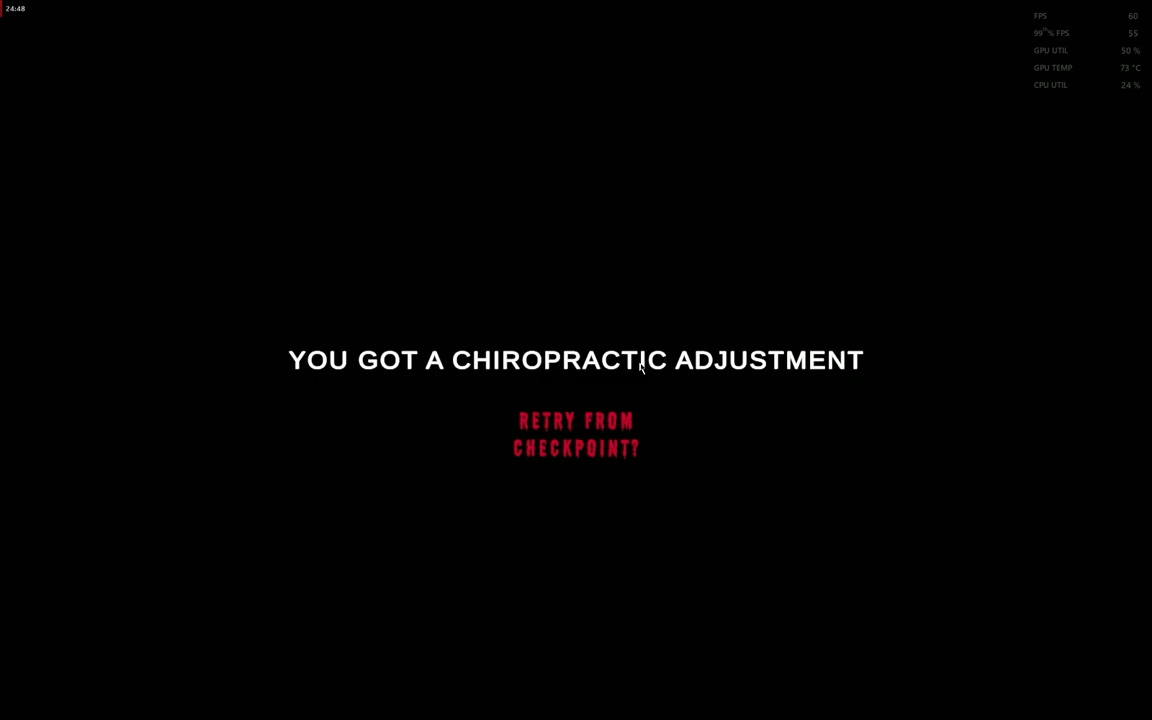 24:48
FPS 60
99th% FPS 55
GPU UTIL 50 %
GPU TEMP 73 °C
CPU UTIL 24 %
YOU GOT A CHIROPRACTIC ADJUSTMENT
RETRY FROM
CHECKPOINT?